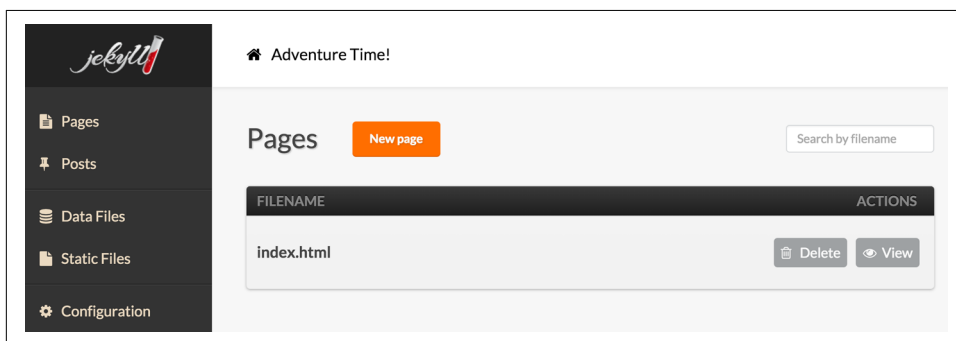 jekyll
Adventure Time!
Pages
Posts
Data Files
Static Files
Configuration
Pages
New page
Search by filename
FILENAME ACTIONS
index.html Delete View